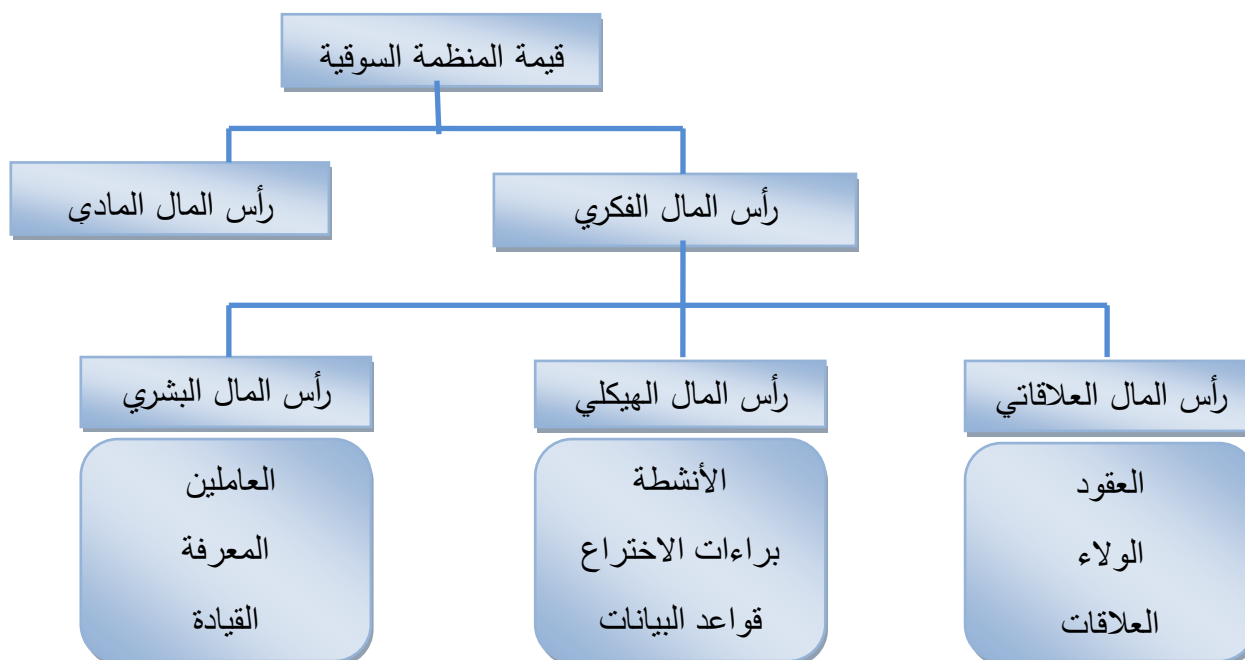 قيمة المنظمة السوقية
رأس المال الفكري
رأس المال المادي
رأس المال العلاقاتي
رأس المال الهيكلي
رأس المال البشري
العقود
الولاء
العلاقات
الأنشطة
براءات الاختراع
قواعد البيانات
العاملين
المعرفة
القيادة